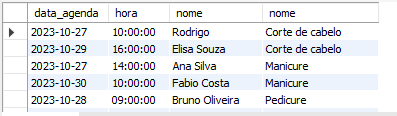 data_agenda hora nome nome
2023-10-27 10:00:00 Rodrigo Corte de cabelo
2023-10-29 16:00:00 Elisa Souza Corte de cabelo
2023-10-27 14:00:00 Ana Silva Manicure
2023-10-30 10:00:00 Fabio Costa Manicure
2023-10-28 09:00:00 Bruno Oliveira Pedicure